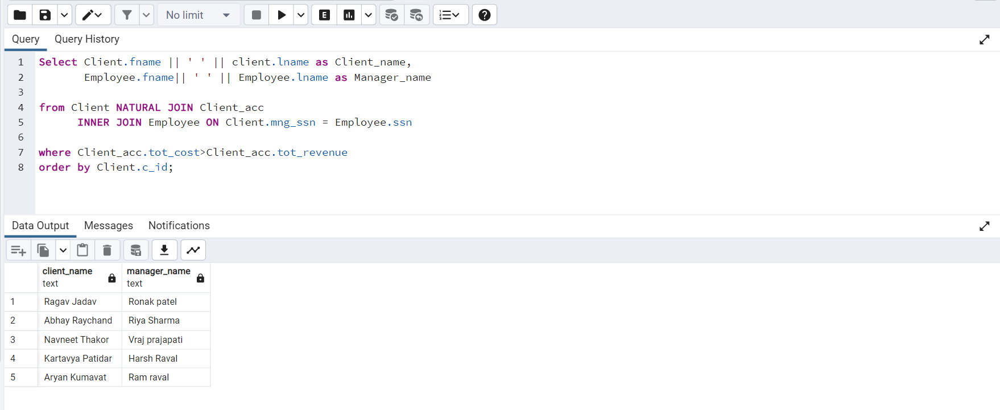 No limit
E
Query Query History
1 Select Client.fname || ' ' || client.lname as Client_name,
2 Employee.fname|| ' ' || Employee.lname as Manager_name
3
4 from Client NATURAL JOIN Client_acc
5 INNER JOIN Employee ON Client.mng_ssn = Employee.ssn
6
7 where Client_acc.tot_cost>Client_acc.tot_revenue
8 order by Client.c_id;
Data Output Messages Notifications
client_name manager_name
text text
1 Ragav Jadav Ronak patel
2 Abhay Raychand Riya Sharma
3 Navneet Thakor Vraj prajapati
4 Kartavya Patidar Harsh Raval
5 Aryan Kumavat Ram raval